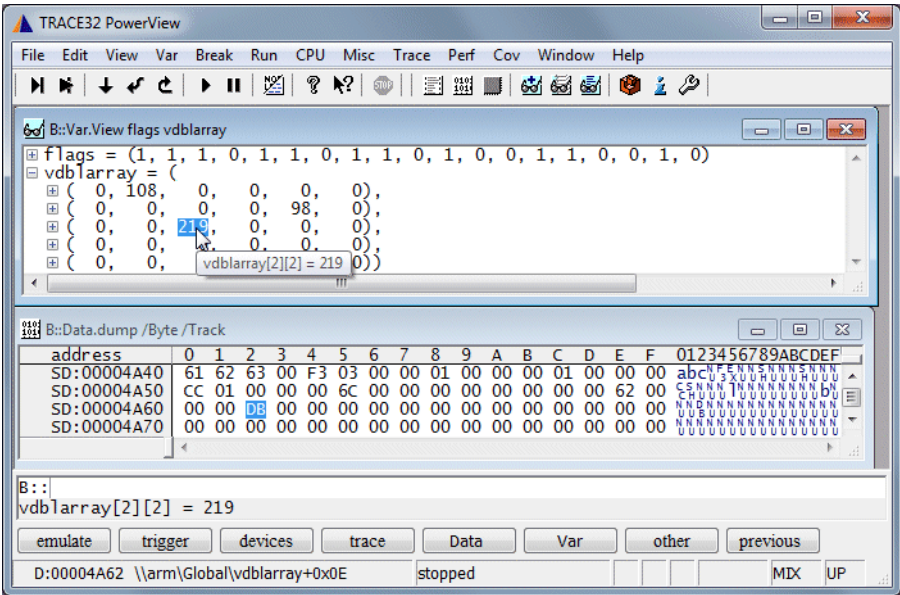 TRACE32 PowerView
File Edit View Var Break Run CPU Misc Trace Perf Cov Window Help
B::Var.View flags vdblarray
flags = (1, 1, 1, 0, 1, 1, 0, 1, 1, 0, 1, 0, 0, 1, 1, 0, 0, 1, 0)
vdblarray = (
( 0, 108, 0, 0, 0, 0),
( 0, 0, 0, 0, 98, 0),
( 0, 0, 219, 0, 0, 0),
( 0, 0, 0, 0, 0),
( 0, 0, 0))
vdblarray[2][2] = 219
B::Data.dump /Byte /Track
address 0 1 2 3 4 5 6 7 8 9 A B C D E F 0123456789ABCDEF
SD:00004A40 61 62 63 00 F3 03 00 00 01 00 00 00 01 00 00 00 abc
SD:00004A50 CC 01 00 00 00 6C 00 00 00 00 00 00 00 00 62 00
SD:00004A60 00 00 DB 00 00 00 00 00 00 00 00 00 00 00 00 00
SD:00004A70 00 00 00 00 00 00 00 00 00 00 00 00 00 00 00 00
B::
vdblarray[2][2] = 219
emulate trigger devices trace Data Var other previous
D:00004A62 \\arm\Global\vdblarray+0x0E stopped MIX UP